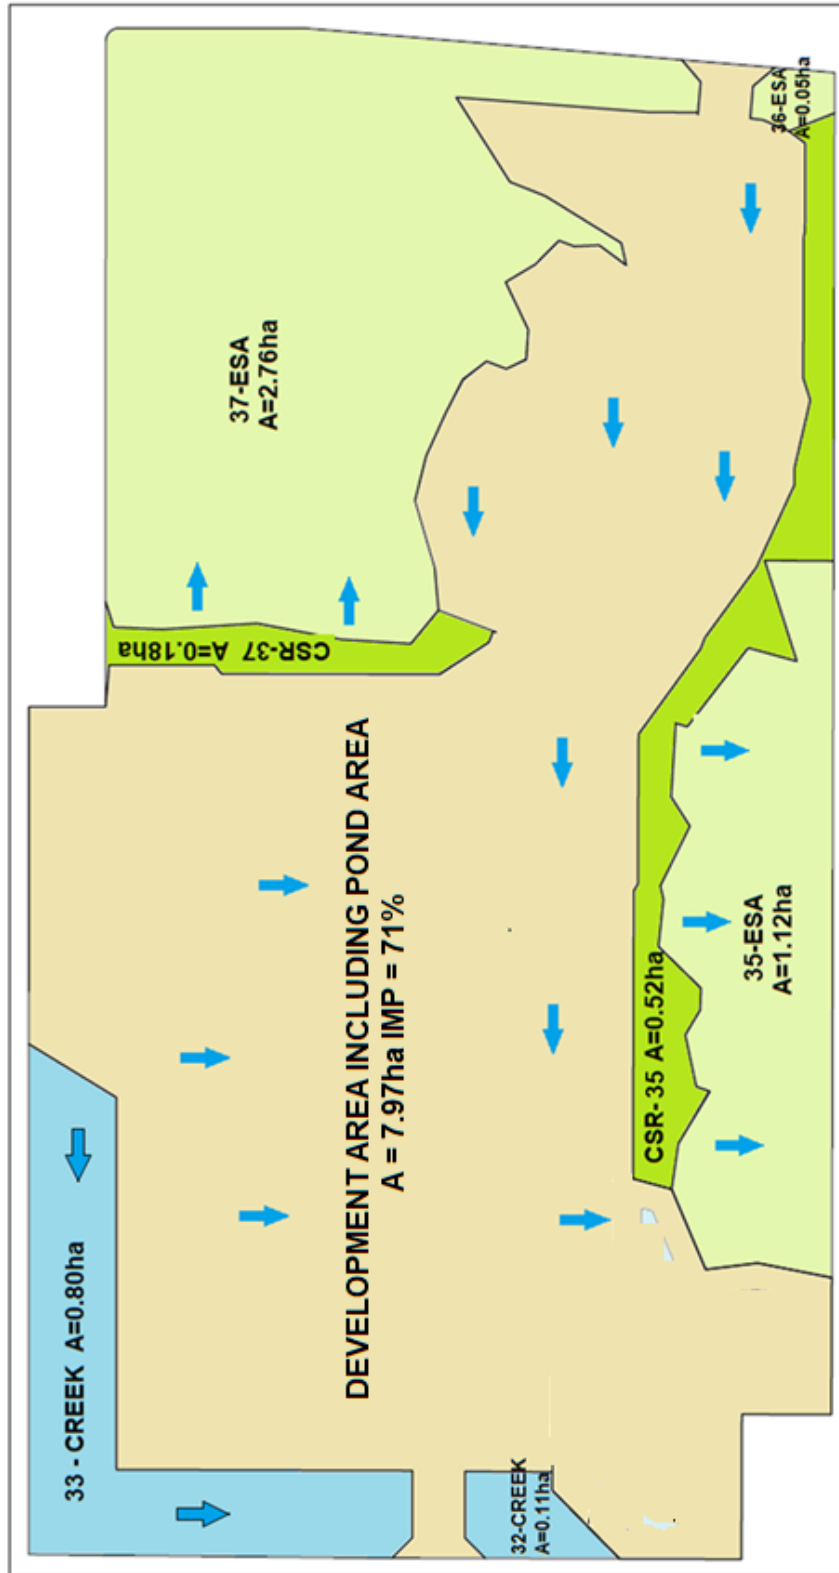 36-ESA
A=0.05ha
37-ESA
A=2.76ha
CSR-37 A=0.18ha
DEVELOPMENT AREA INCLUDING POND AREA
A = 7.97ha IMP = 71%
35-ESA
A=1.12ha
CSR- 35 A=0.52ha
33 - CREEK A=0.80ha
32-CREEK
A=0.11ha